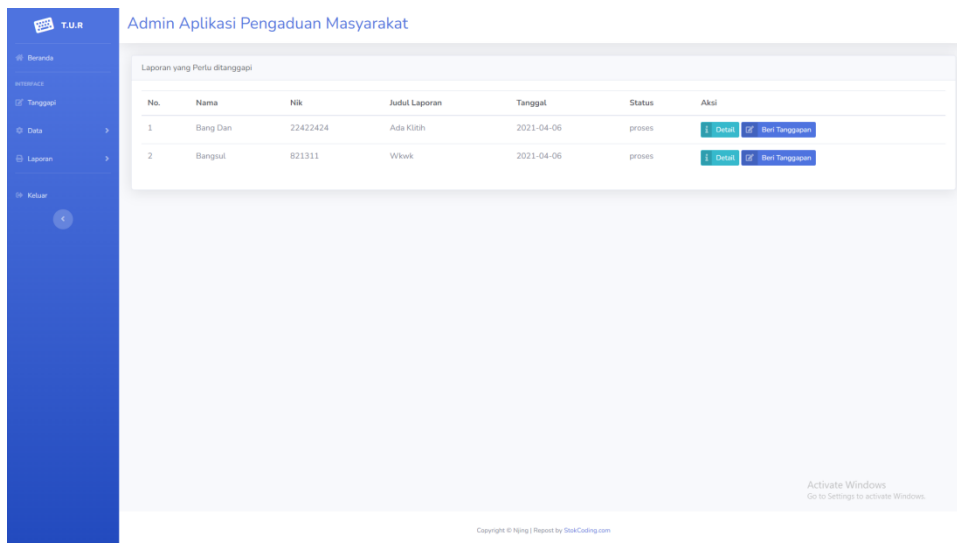 T.U.R
Admin Aplikasi Pengaduan Masyarakat
Beranda
INTERFACE
Tanggapi
Data
Laporan
Keluar
Laporan yang Perlu ditanggapi
No. Nama Nik Judul Laporan Tanggal Status Aksi
1 Bang Dan 22422424 Ada Klitih 2021-04-06 proses Detail Beri Tanggapan
2 Bangsul 821311 Wkwk 2021-04-06 proses Detail Beri Tanggapan
Activate Windows
Go to Settings to activate Windows.
Copyright © Njing | Repost by StokCoding.com